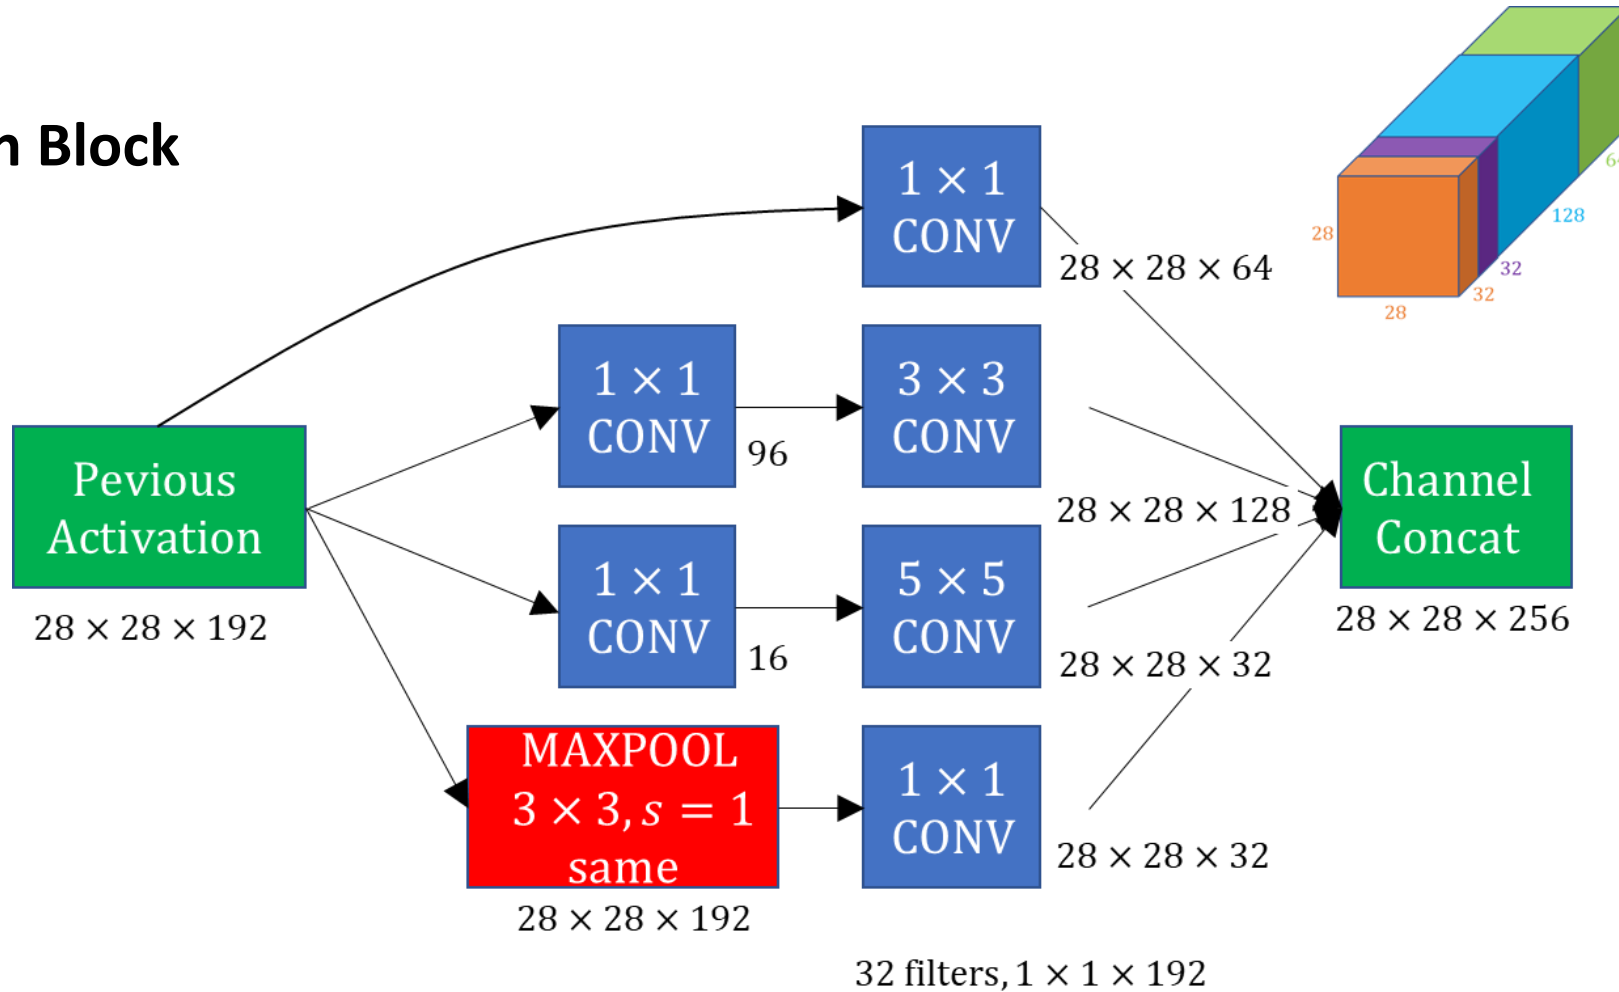 n Block
1 × 1
CONV
28 × 28 × 64
28
28
32
32
128
64
1 × 1
CONV
96
3 × 3
CONV
28 × 28 × 128
Pevious
Activation
28 × 28 × 192
1 × 1
CONV
16
5 × 5
CONV
28 × 28 × 32
Channel
Concat
28 × 28 × 256
MAXPOOL
3 × 3, s = 1
same
28 × 28 × 192
1 × 1
CONV
28 × 28 × 32
32 filters, 1 × 1 × 192